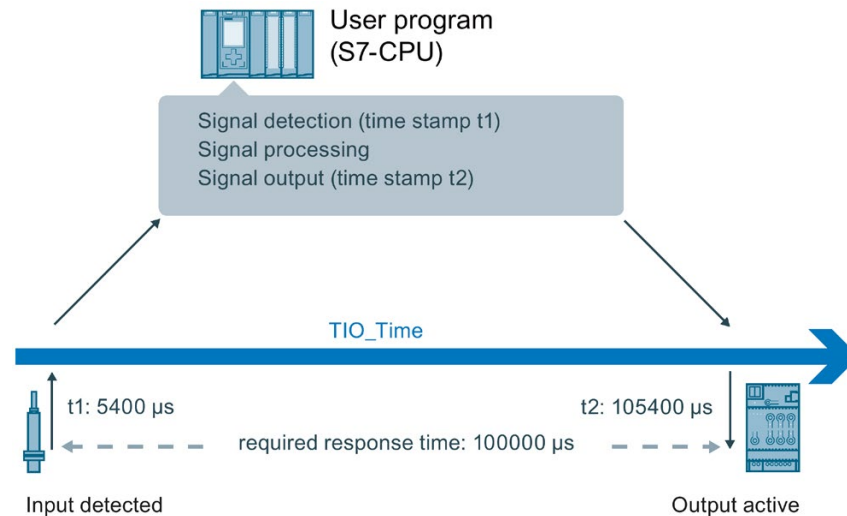 User program
(S7-CPU)
Signal detection (time stamp t1)
Signal processing
Signal output (time stamp t2)
TIO_Time
t1: 5400 µs
t2: 105400 µs
required response time: 100000 µs
Input detected
Output active